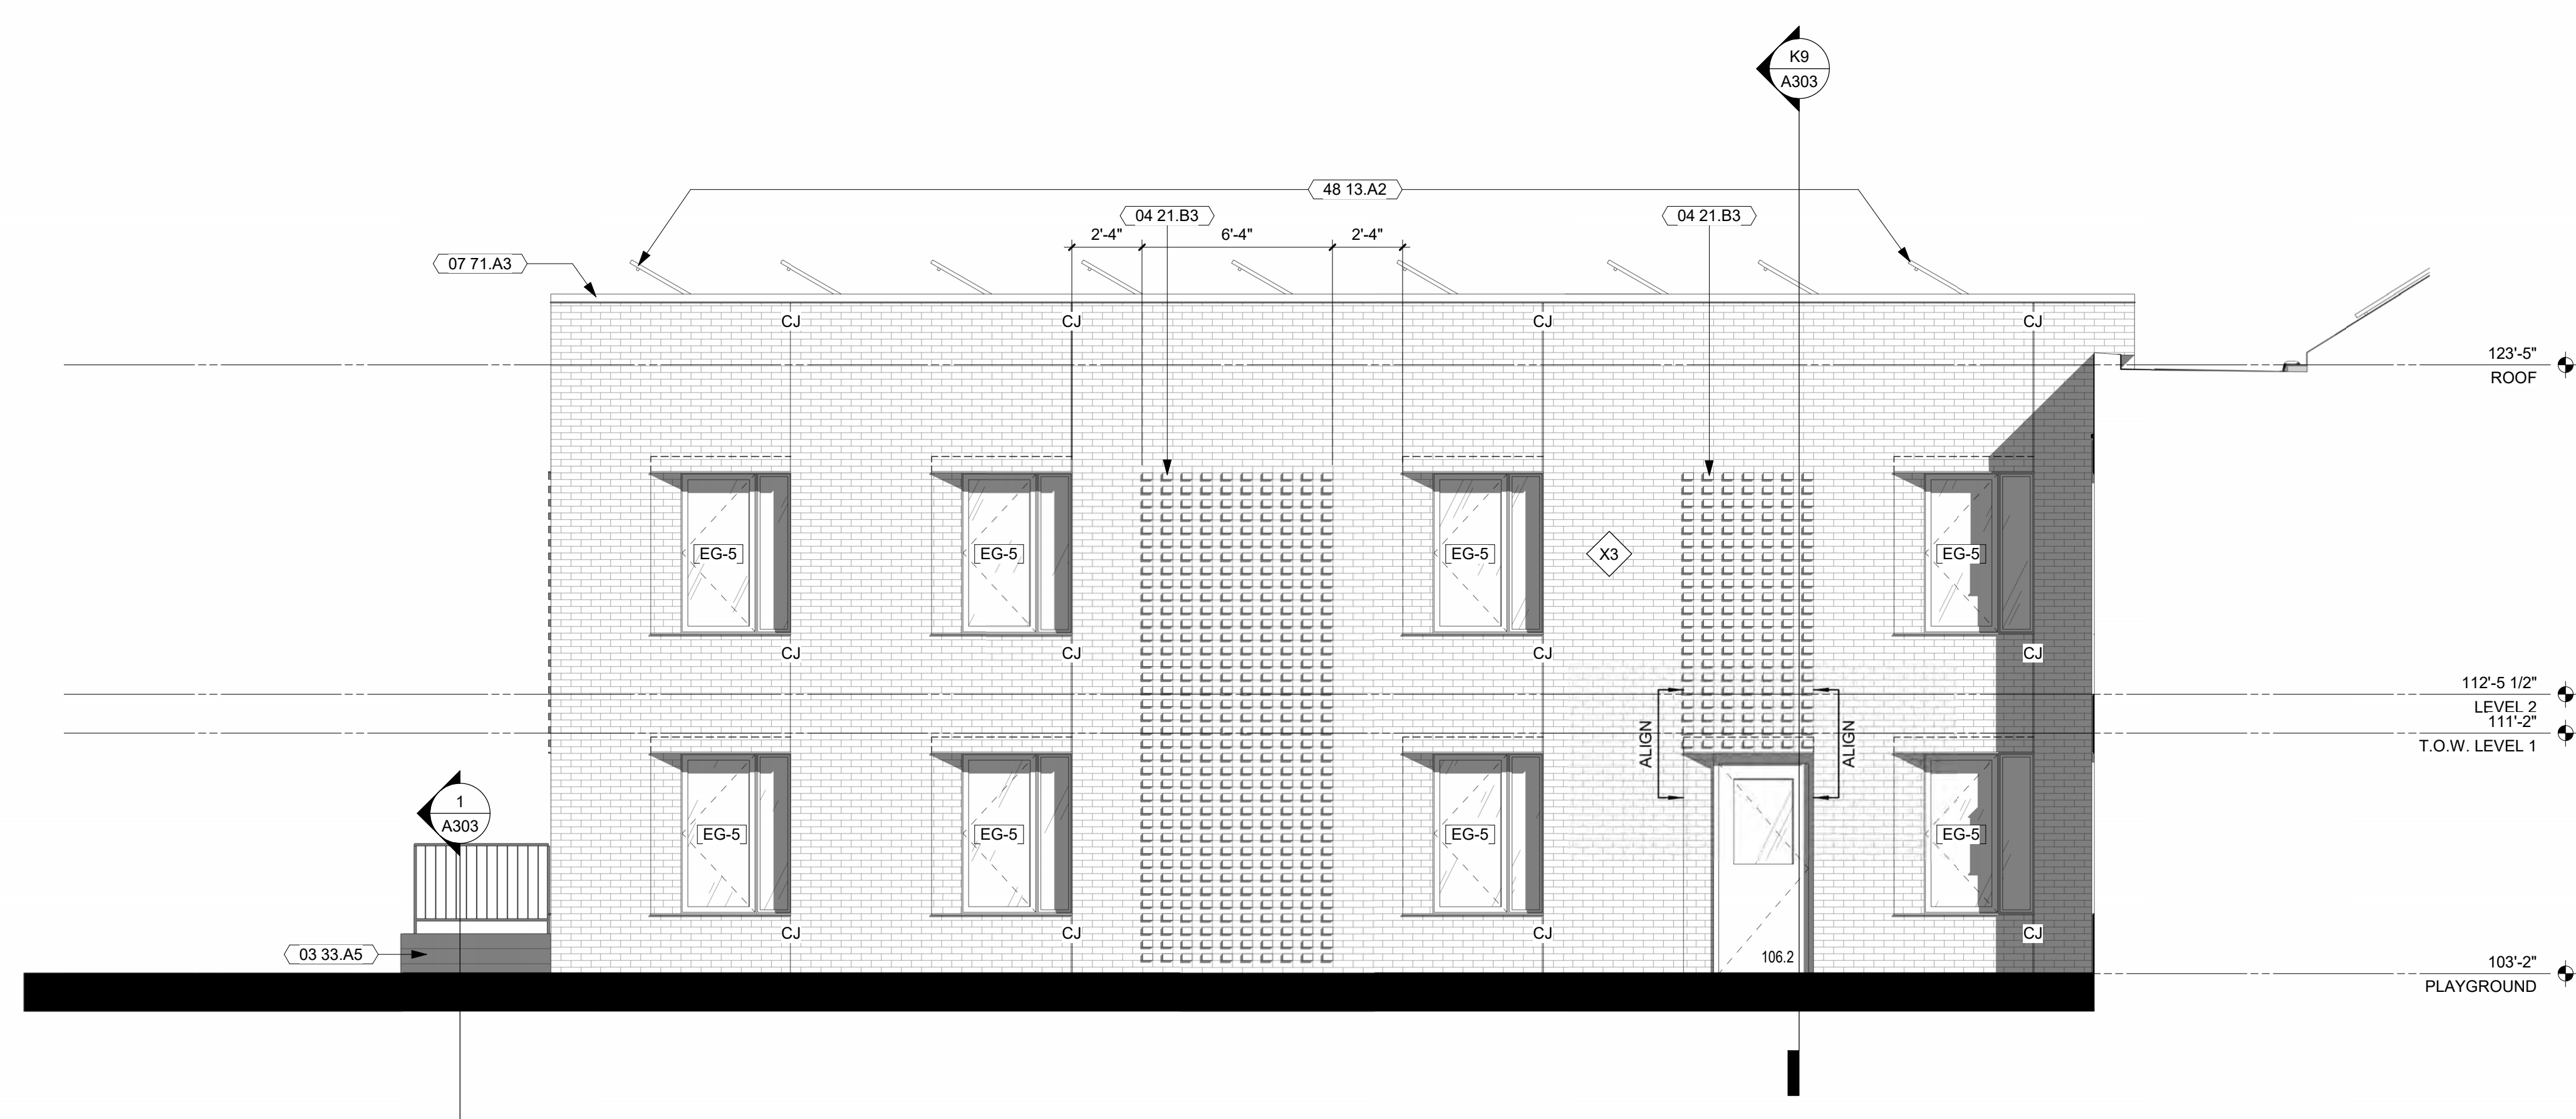 K9
A303
48 13.A2
04 21.B3
04 21.B3
2'-4"
6'-4"
2'-4"
07 71.A3
CJ
CJ
CJ
CJ
123'-5"
ROOF
EG-5
EG-5
EG-5
X3
EG-5
CJ
CJ
CJ
CJ
112'-5 1/2"
LEVEL 2
111'-2"
T.O.W. LEVEL 1
ALIGN
ALIGN
1
A303
EG-5
EG-5
EG-5
EG-5
CJ
CJ
CJ
CJ
03 33.A5
106.2
103'-2"
PLAYGROUND